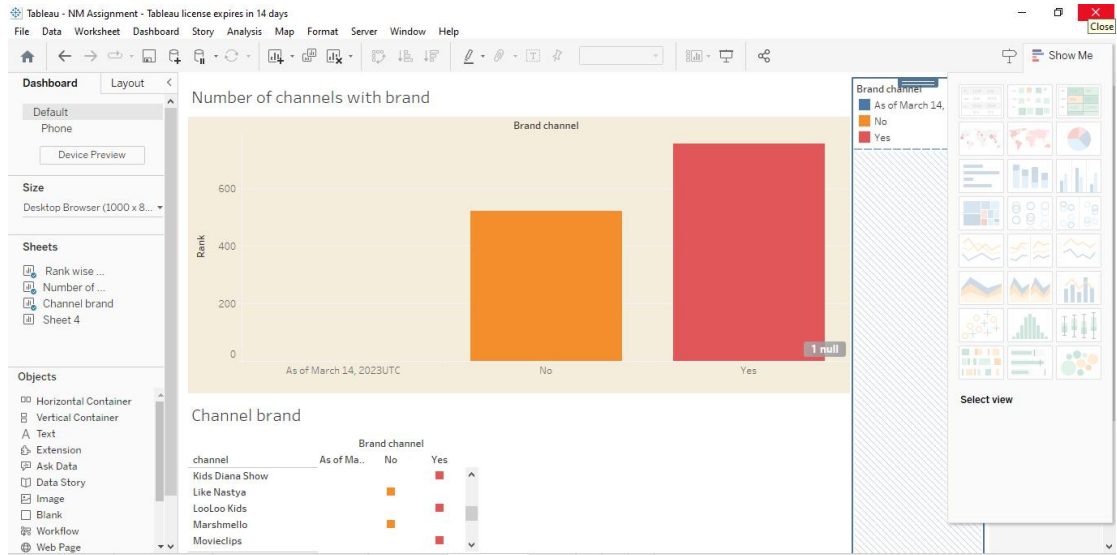 Tableau - NM Assignment - Tableau license expires in 14 days
File Data Worksheet Dashboard Story Analysis Map Format Server Window Help
Close
Show Me
Dashboard Layout
Default
Phone
Device Preview
Size
Desktop Browser (1000 x 8...
Sheets
Rank wise ...
Number of ...
Channel brand
Sheet 4
Objects
Horizontal Container
Vertical Container
A Text
Extension
Ask Data
Data Story
Image
Blank
Workflow
Web Page
Number of channels with brand
Brand channel
Rank
600
400
200
0
1 null
As of March 14, 2023UTC No Yes
Channel brand
Brand channel
channel As of Ma.. No Yes
Kids Diana Show
Like Nastya
LooLoo Kids
Marshmello
Movieclips
Brand channel
As of March 14,
No
Yes
Select view